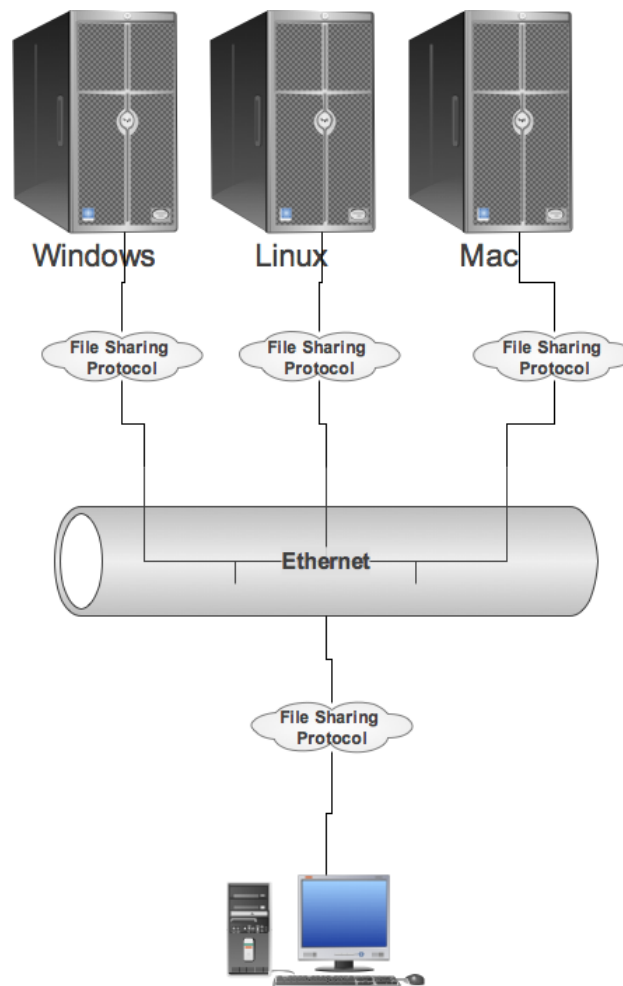 Windows
Linux
Mac
File Sharing
Protocol
File Sharing
Protocol
File Sharing
Protocol
Ethernet
File Sharing
Protocol